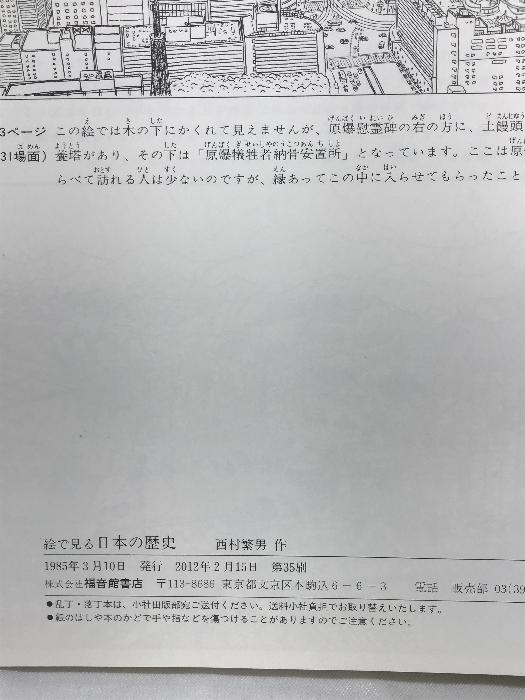 3ページ この絵では木の下にかくれて見えませんが、原爆慰霊碑の右の方に、土饅頭
31場面) 養塔があり、その下は「原爆犠牲者納骨安置所」となっています。ここは原
らべて訪れる人は少ないのですが、縁あってこの中に入らせてもらったこと
絵で見る日本の歴史 西村繁男 作
1985年3月10日 発行 2012年2月15日 第35刷
株式会社福音館書店 〒113-8686 東京都文京区本駒込6-6-3 電話 販売部 03(39
●乱丁・落丁本は、小社出版部宛ご送付ください。送料小社負担でお取り替えいたします。
●紙のはしや本のかどで手や指などを傷つけることがありますのでご注意ください。